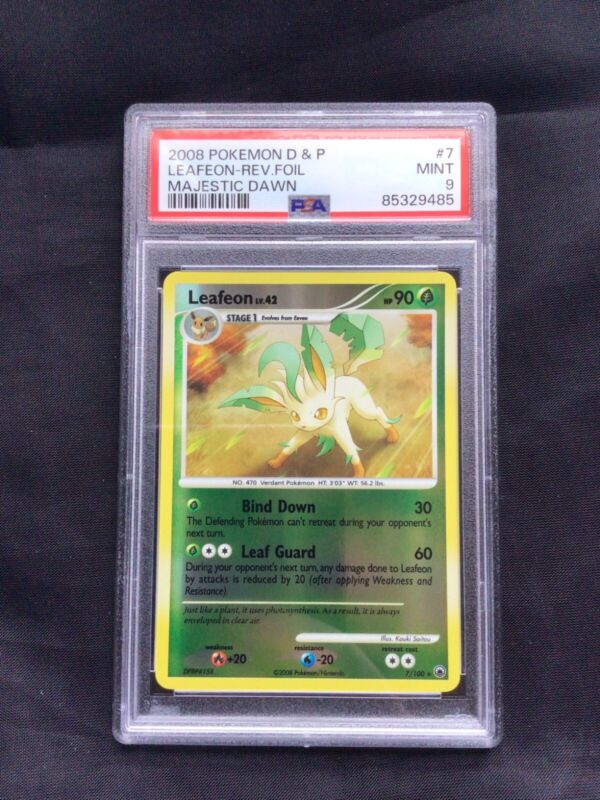 2008 POKEMON D & P #7
LEAFEON-REV.FOIL MINT
MAJESTIC DAWN 9
PSA 85329485
Leafeon LV.42 HP 90
STAGE 1 Evolves from Eevee
NO. 470 Verdant Pokémon HT: 3'03" WT: 56.2 lbs.
Bind Down 30
The Defending Pokémon can't retreat during your opponent's
next turn.
Leaf Guard 60
During your opponent's next turn, any damage done to Leafeon
by attacks is reduced by 20 (after applying Weakness and
Resistance).
Just like a plant, it uses photosynthesis. As a result, it is always
enveloped in clear air.
Illus. Kouki Saitou
weakness resistance retreat cost
+20 -20
©2008 Pokémon/Nintendo 7/100